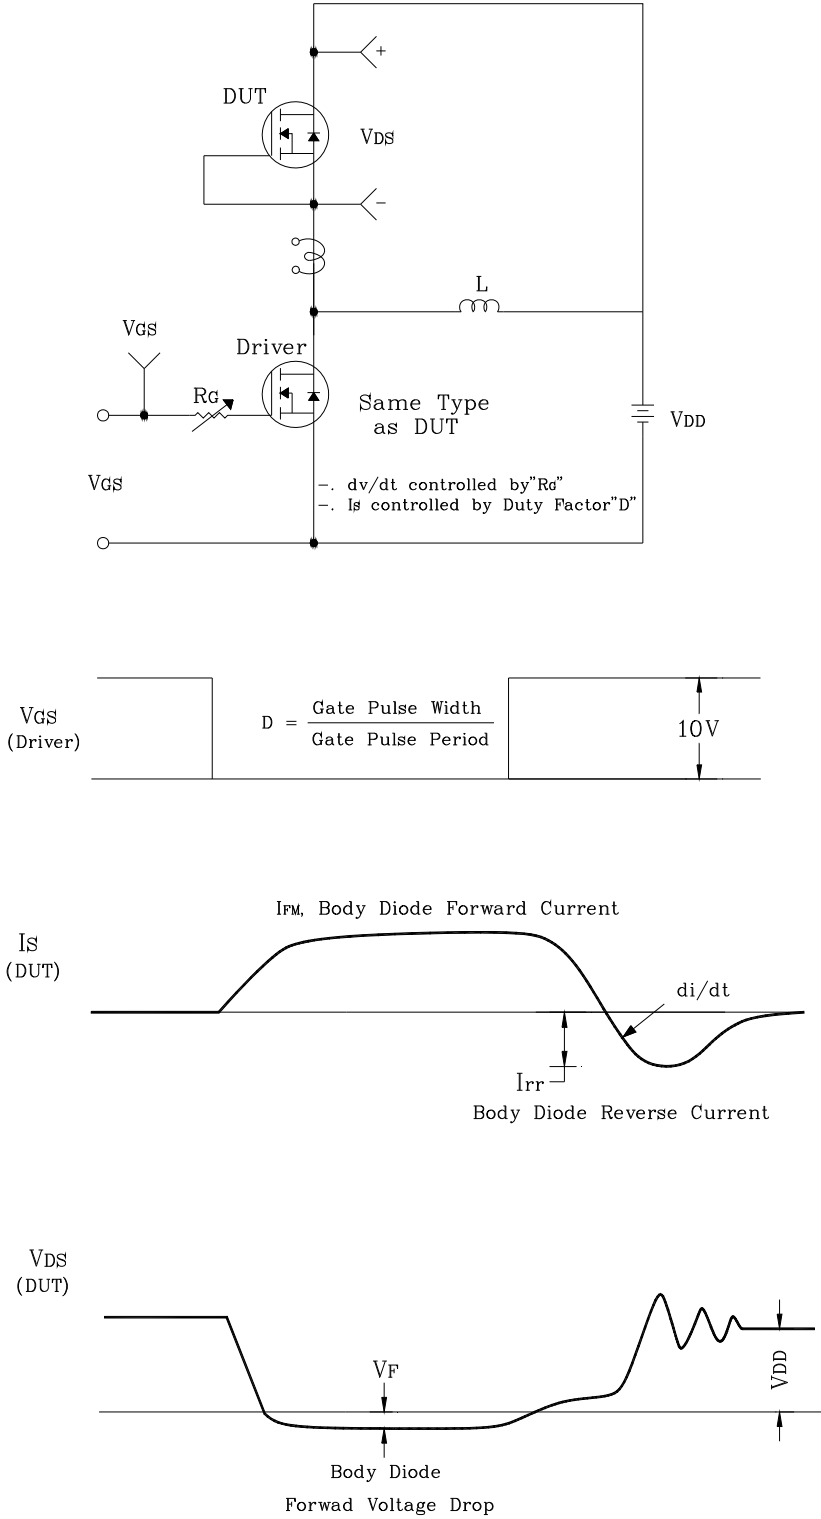 +
DUT
VDS
-
L
VGS
Driver
RG
Same Type
as DUT
VDD
VGS
-. dv/dt controlled by"RG"
-. Is controlled by Duty Factor"D"
VGS
(Driver)
D = Gate Pulse Width
Gate Pulse Period
10V
IFM, Body Diode Forward Current
IS
(DUT)
di/dt
Irr
Body Diode Reverse Current
VDS
(DUT)
VF
VDD
Body Diode
Forwad Voltage Drop